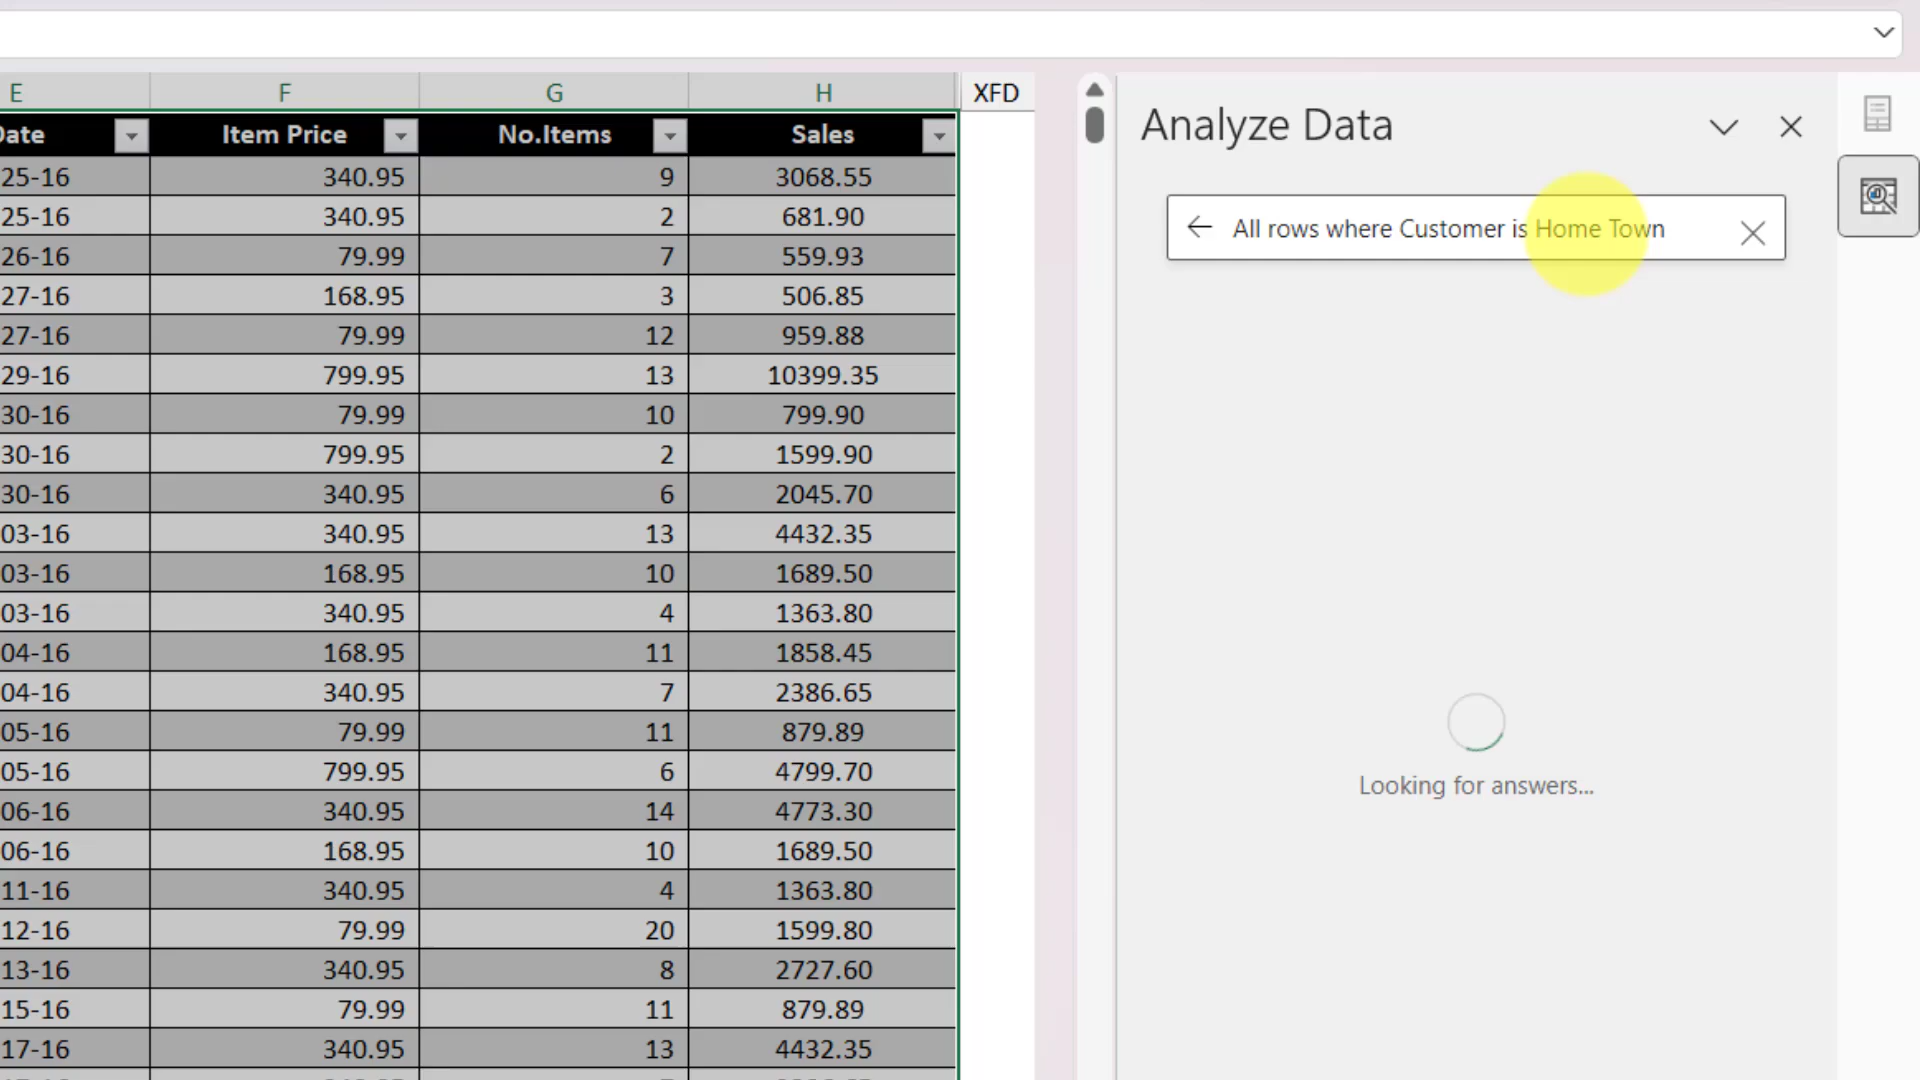 E F G H XFD
Date Item Price No.Items Sales
25-16 340.95 9 3068.55
25-16 340.95 2 681.90
26-16 79.99 7 559.93
27-16 168.95 3 506.85
27-16 79.99 12 959.88
29-16 799.95 13 10399.35
30-16 79.99 10 799.90
30-16 799.95 2 1599.90
30-16 340.95 6 2045.70
03-16 340.95 13 4432.35
03-16 168.95 10 1689.50
03-16 340.95 4 1363.80
04-16 168.95 11 1858.45
04-16 340.95 7 2386.65
05-16 79.99 11 879.89
05-16 799.95 6 4799.70
06-16 340.95 14 4773.30
06-16 168.95 10 1689.50
11-16 340.95 4 1363.80
12-16 79.99 20 1599.80
13-16 340.95 8 2727.60
15-16 79.99 11 879.89
17-16 340.95 13 4432.35
Analyze Data
All rows where Customer is Home Town
Looking for answers...